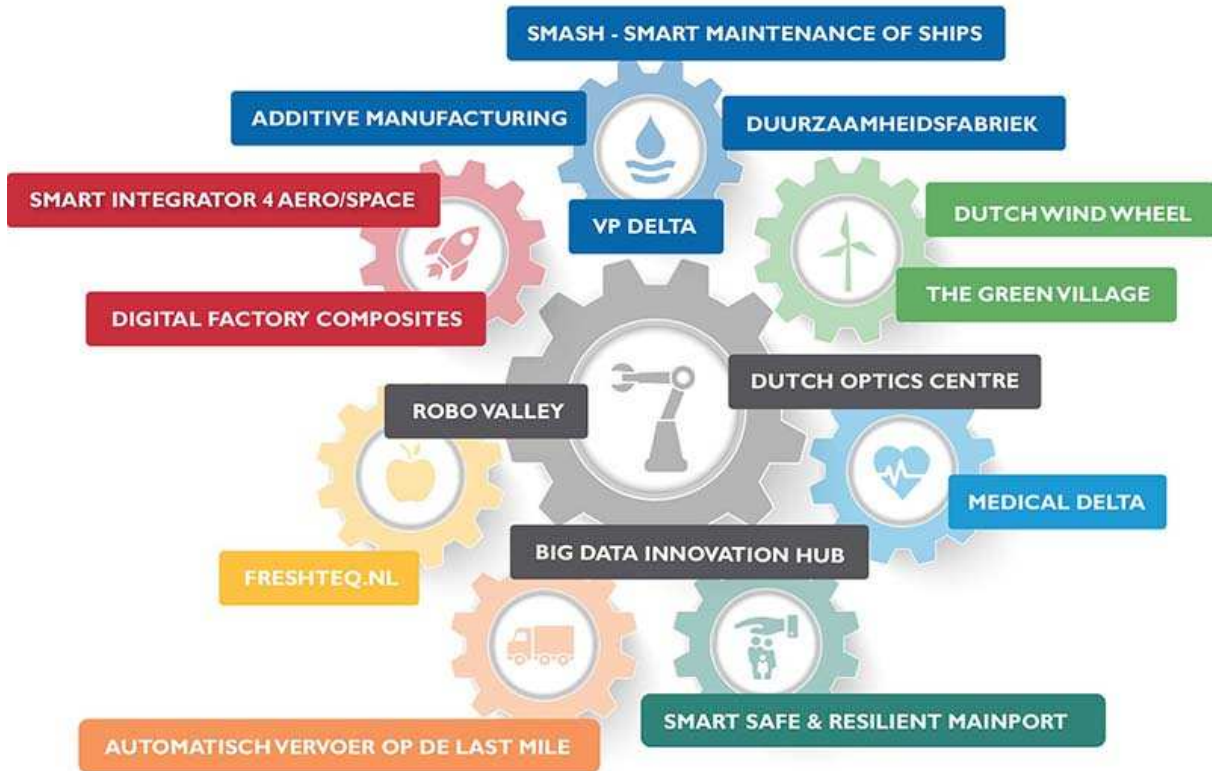 SMASH - SMART MAINTENANCE OF SHIPS
ADDITIVE MANUFACTURING
DUURZAAMHEIDSFABRIEK
SMART INTEGRATOR 4 AERO/SPACE
DUTCH WIND WHEEL
VP DELTA
THE GREEN VILLAGE
DIGITAL FACTORY COMPOSITES
DUTCH OPTICS CENTRE
ROBO VALLEY
MEDICAL DELTA
BIG DATA INNOVATION HUB
FRESHTEQ.NL
SMART SAFE & RESILIENT MAINPORT
AUTOMATISCH VERVOER OP DE LAST MILE